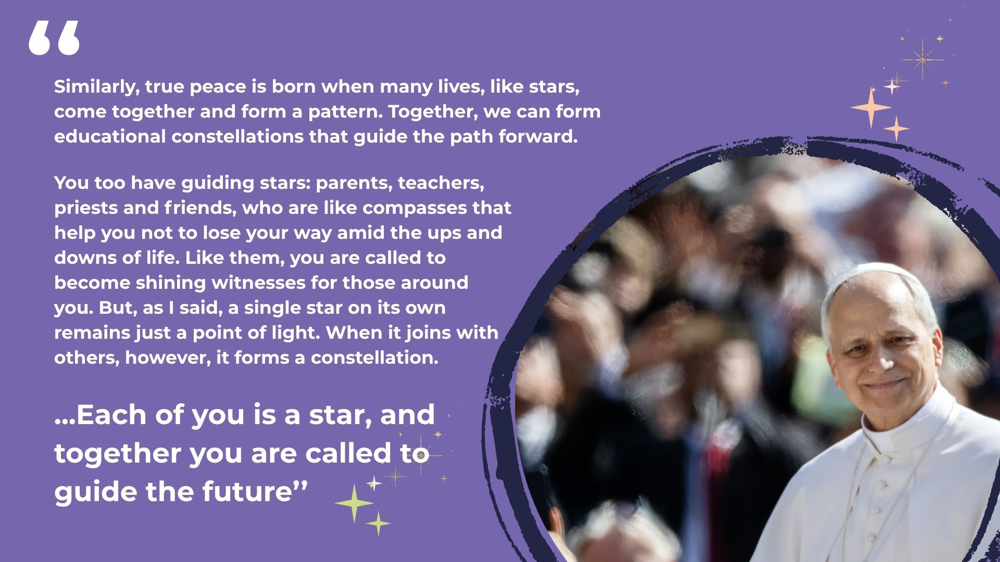 “
Similarly, true peace is born when many lives, like stars,
come together and form a pattern. Together, we can form
educational constellations that guide the path forward.
You too have guiding stars: parents, teachers,
priests and friends, who are like compasses that
help you not to lose your way amid the ups and
downs of life. Like them, you are called to
become shining witnesses for those around
you. But, as I said, a single star on its own
remains just a point of light. When it joins with
others, however, it forms a constellation.
...Each of you is a star, and
together you are called to
guide the future’’